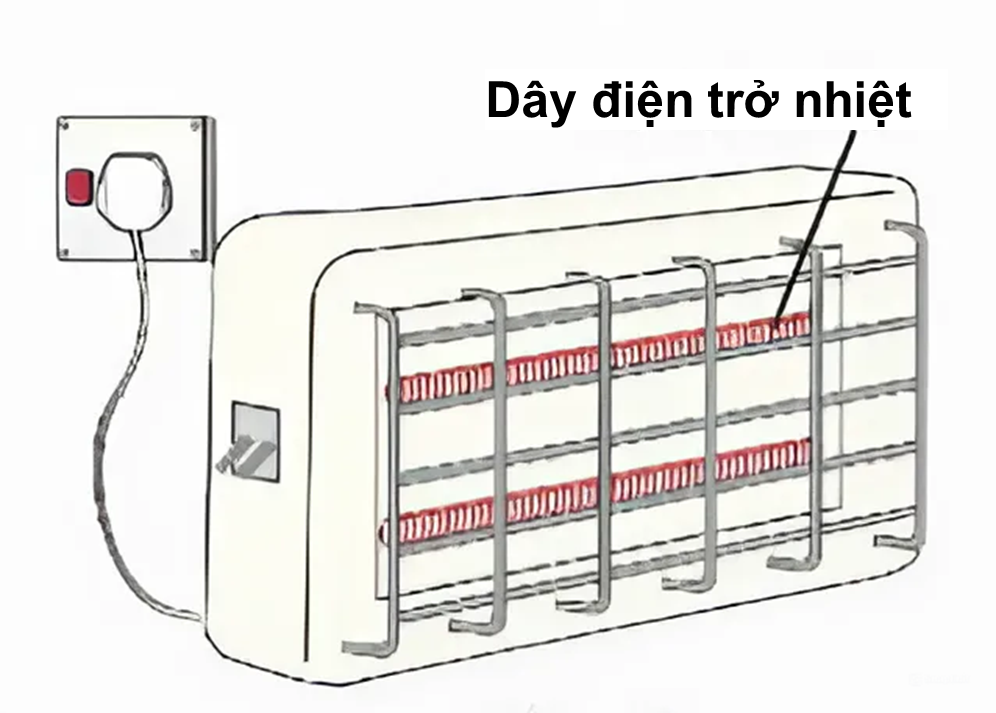 Dây điện trở nhiệt